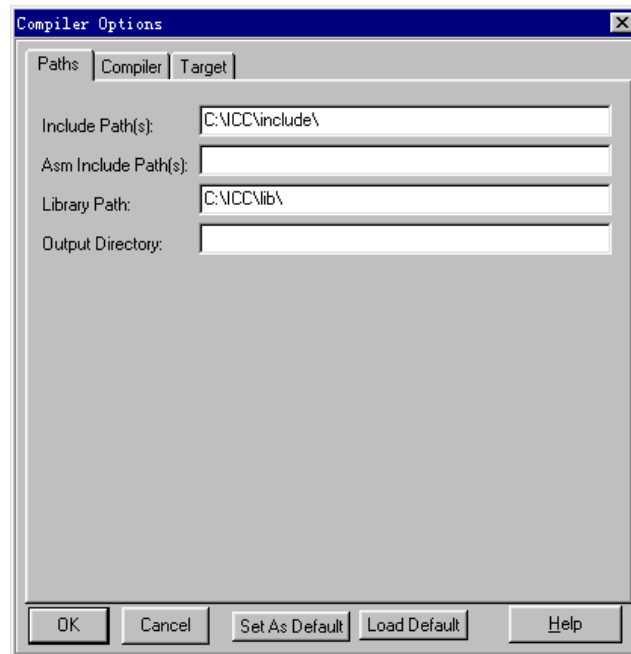 Compiler Options
Paths Compiler Target
Include Path(s): C:\ICC\include\
Asm Include Path(s):
Library Path: C:\ICC\lib\
Output Directory:
OK Cancel Set As Default Load Default Help